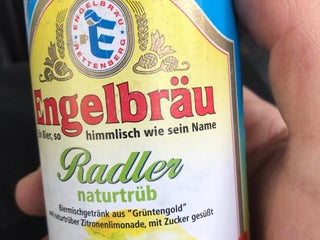 ENGELBRÄU
RETTENBERG
Engelbräu
Ein Bier, so himmlisch wie sein Name
Radler
naturtrüb
Biermischgetränk aus "Grüntengold"
naturtrüber Zitronenlimonade, mit Zucker gesüßt